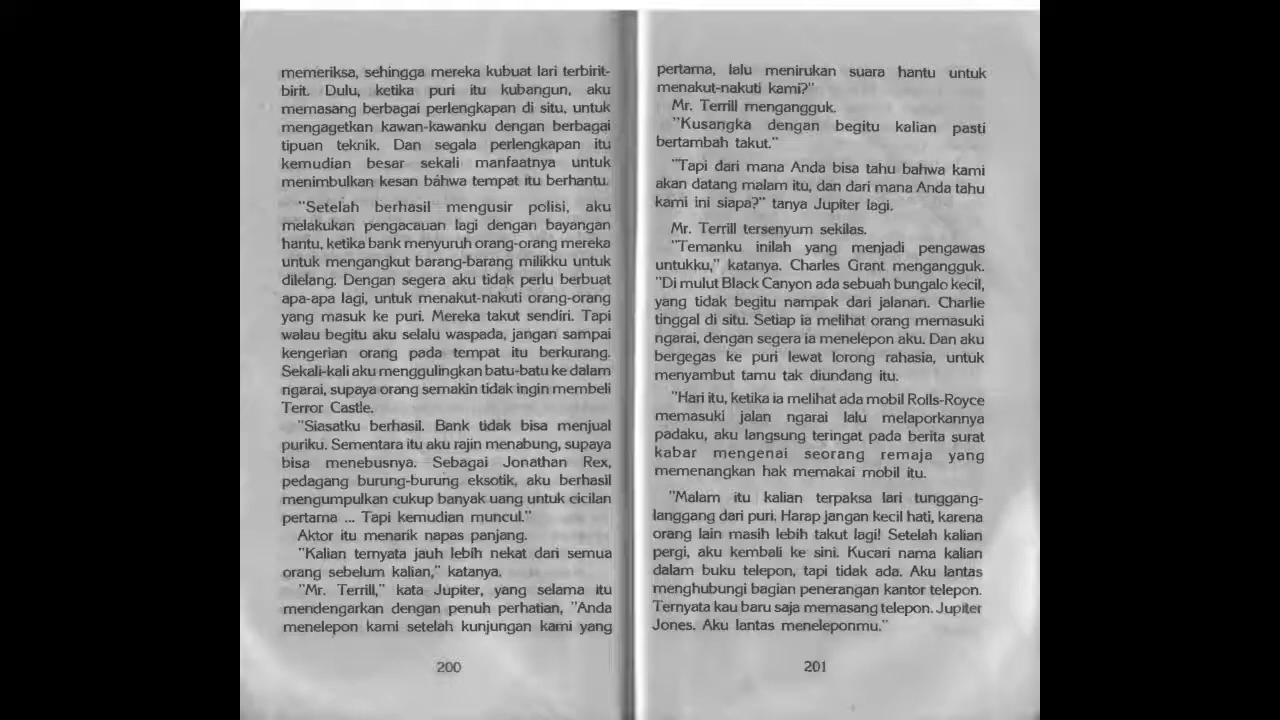 memeriksa, sehingga mereka kubuat lari terbirit-
birit. Dulu, ketika puri itu kubangun, aku
memasang berbagai perlengkapan di situ, untuk
mengagetkan kawan-kawanku dengan berbagai
tipuan teknik. Dan segala perlengkapan itu
kemudian besar sekali manfaatnya untuk
menimbulkan kesan bahwa tempat itu berhantu.
"Setelah berhasil mengusir polisi, aku
melakukan pengacauan lagi dengan bayangan
hantu, ketika bank menyuruh orang-orang mereka
untuk mengangkut barang-barang milikku untuk
dilelang. Dengan segera aku tidak perlu berbuat
apa-apa lagi, untuk menakut-nakuti orang-orang
yang masuk ke puri. Mereka takut sendiri. Tapi
walau begitu aku selalu waspada, jangan sampai
kengerian orang pada tempat itu berkurang.
Sekali-kali aku menggulingkan batu-batu ke dalam
ngarai, supaya orang semakin tidak ingin membeli
Terror Castle.
"Siasatku berhasil. Bank tidak bisa menjual
puriku. Sementara itu aku rajin menabung, supaya
bisa menebusnya. Sebagai Jonathan Rex,
pedagang burung-burung eksotik, aku berhasil
mengumpulkan cukup banyak uang untuk cicilan
pertama ... Tapi kemudian muncul."
Aktor itu menarik napas panjang.
"Kalian ternyata jauh lebih nekat dari semua
orang sebelum kalian," katanya.
"Mr. Terrill," kata Jupiter, yang selama itu
mendengarkan dengan penuh perhatian, "Anda
menelepon kami setelah kunjungan kami yang
200
pertama, lalu menirukan suara hantu untuk
menakut-nakuti kami?"
Mr. Terrill mengangguk.
"Kusangka dengan begitu kalian pasti
bertambah takut."
"Tapi dari mana Anda bisa tahu bahwa kami
akan datang malam itu, dan dari mana Anda tahu
kami ini siapa?" tanya Jupiter lagi.
Mr. Terrill tersenyum sekilas.
"Temanku inilah yang menjadi pengawas
untukku," katanya. Charles Grant mengangguk.
"Di mulut Black Canyon ada sebuah bungalo kecil,
yang tidak begitu nampak dari jalanan. Charlie
tinggal di situ. Setiap ia melihat orang memasuki
ngarai, dengan segera ia menelepon aku. Dan aku
bergegas ke puri lewat lorong rahasia, untuk
menyambut tamu tak diundang itu.
"Hari itu, ketika ia melihat ada mobil Rolls-Royce
memasuki jalan ngarai lalu melaporkannya
padaku, aku langsung teringat pada berita surat
kabar mengenai seorang remaja yang
memenangkan hak memakai mobil itu.
"Malam itu kalian terpaksa lari tunggang-
langgang dari puri. Harap jangan kecil hati, karena
orang lain masih lebih takut lagi! Setelah kalian
pergi, aku kembali ke sini. Kucari nama kalian
dalam buku telepon, tapi tidak ada. Aku lantas
menghubungi bagian penerangan kantor telepon.
Ternyata kau baru saja memasang telepon. Jupiter
Jones. Aku lantas meneleponmu."
201